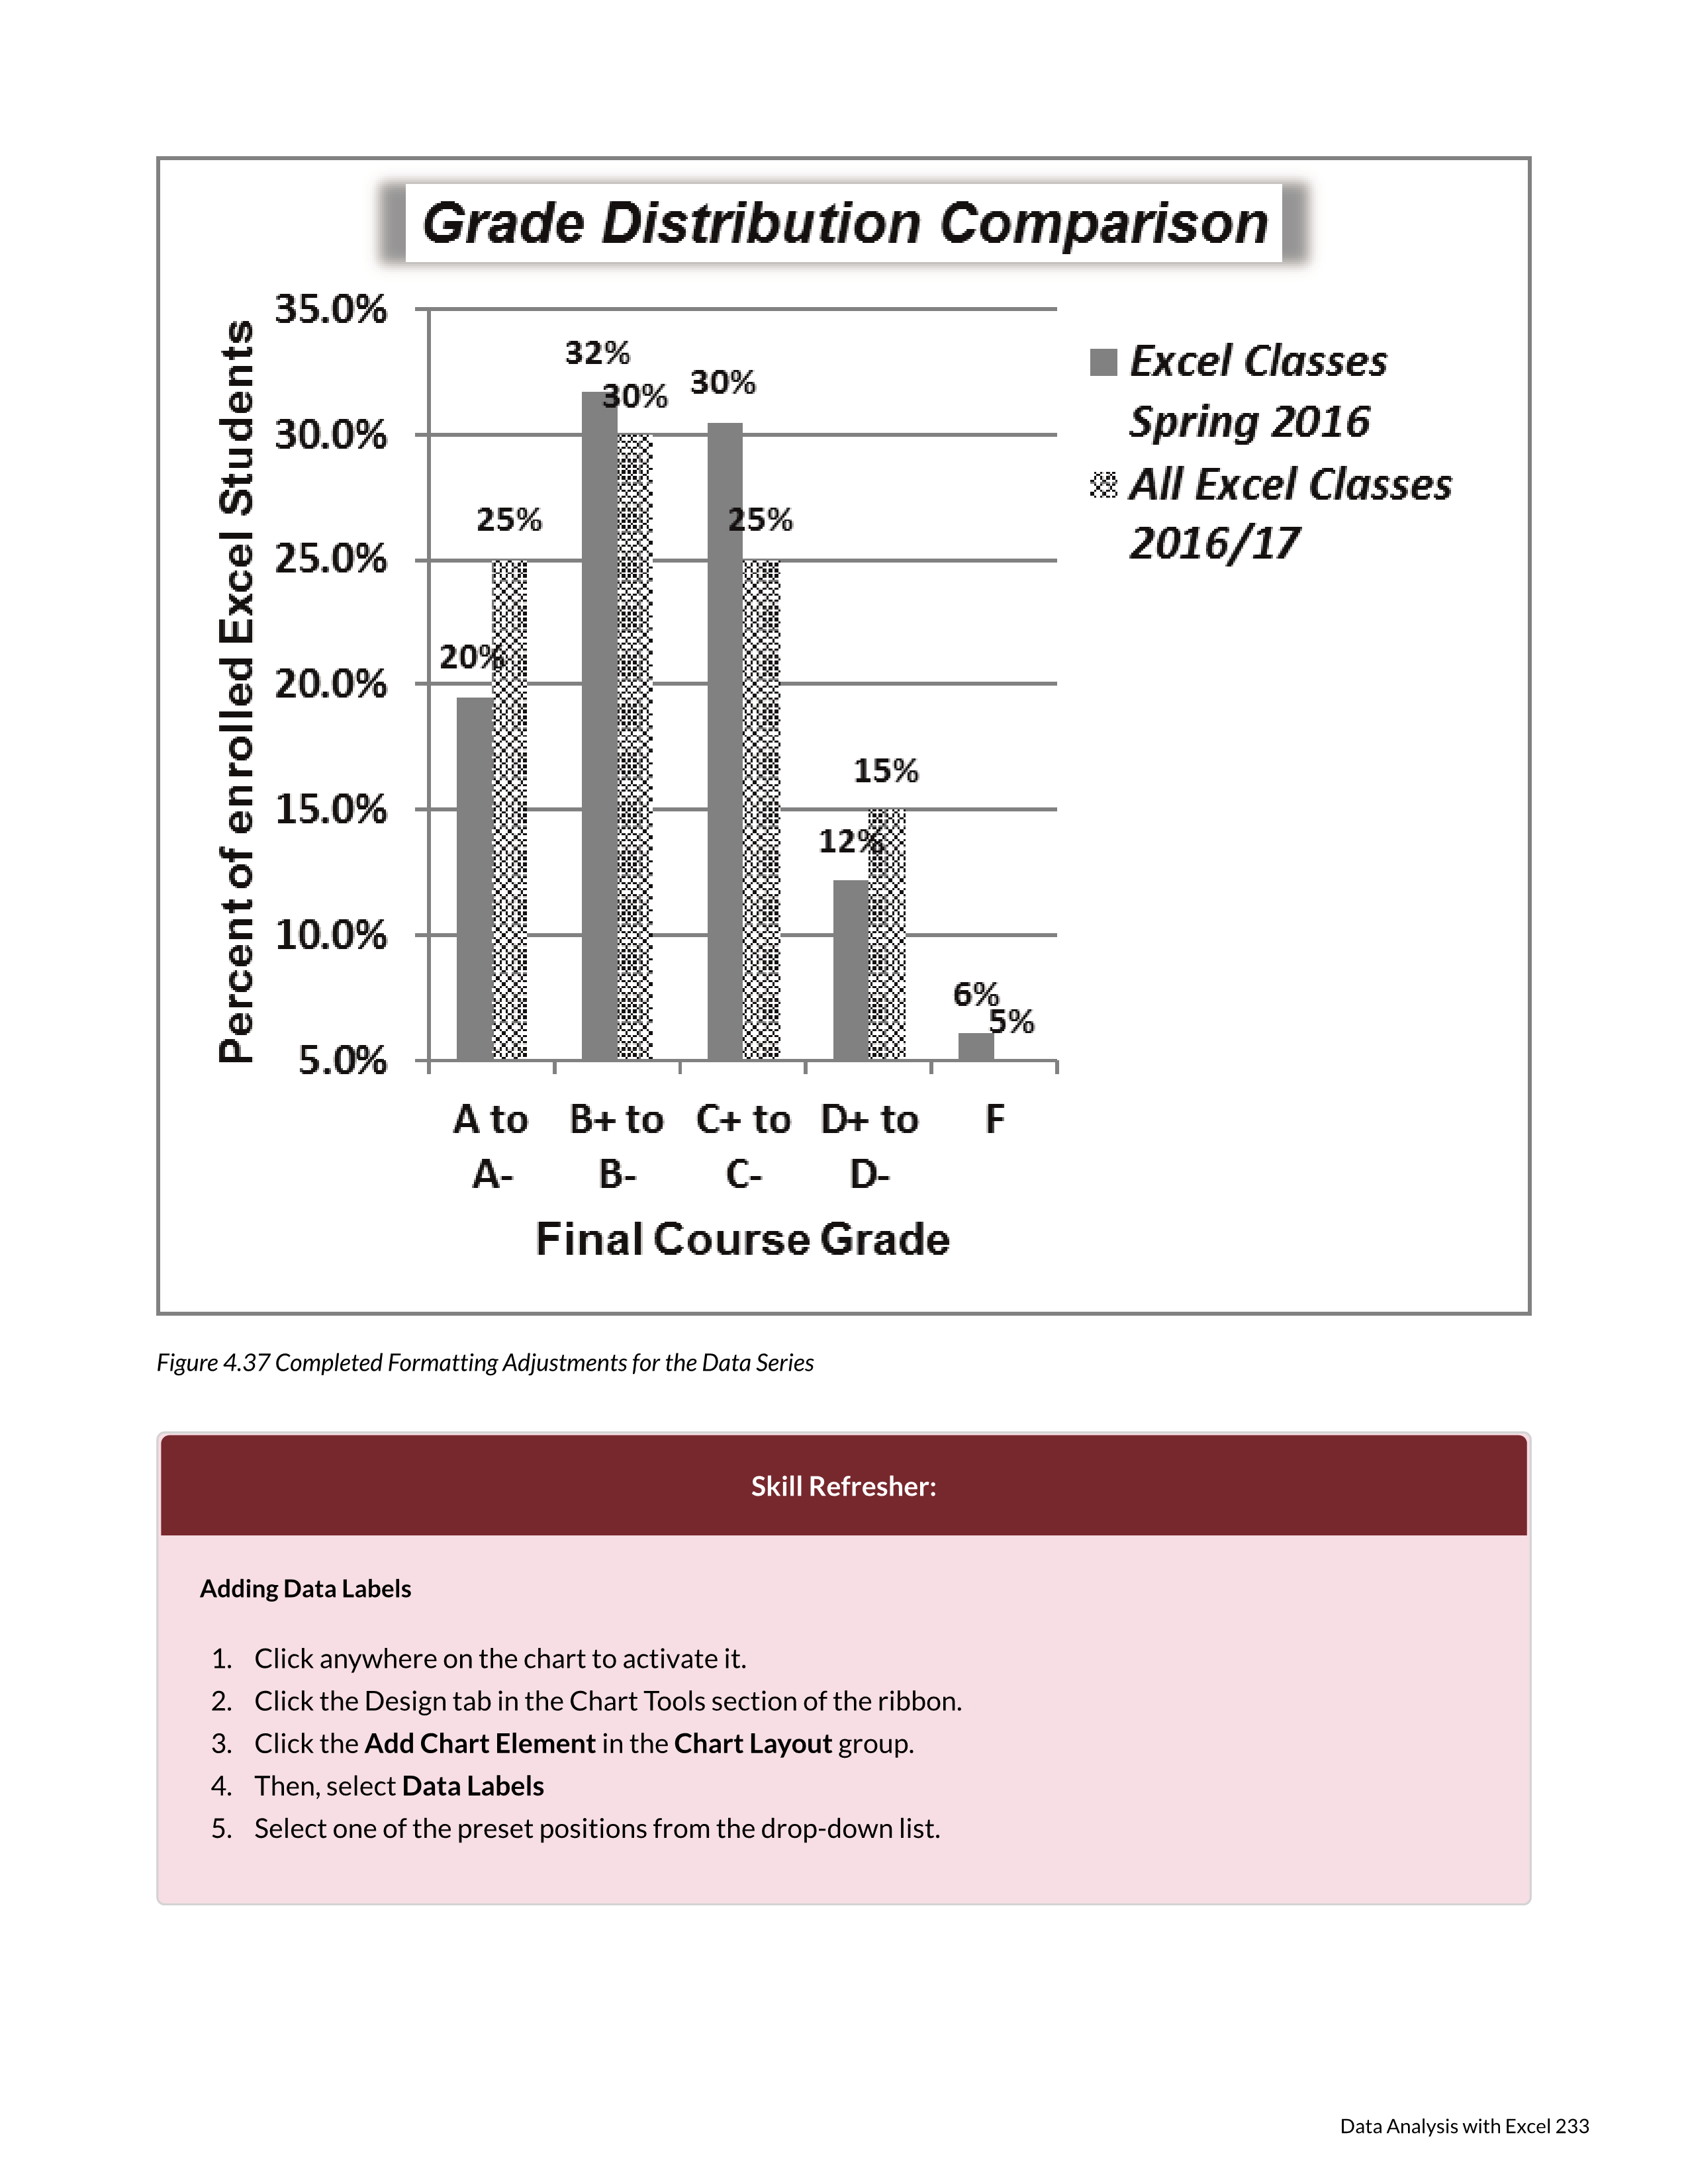 Grade Distribution Comparison
35.0%
30.0%
25.0%
20.0%
15.0%
10.0%
5.0%
Percent of enrolled Excel Students
20%
25%
32%
30%
30%
25%
12%
15%
6%
5%
A to
A-
B+ to
B-
C+ to
C-
D+ to
D-
F
Final Course Grade
Excel Classes
Spring 2016
All Excel Classes
2016/17
Figure 4.37 Completed Formatting Adjustments for the Data Series
Skill Refresher:
Adding Data Labels
1. Click anywhere on the chart to activate it.
2. Click the Design tab in the Chart Tools section of the ribbon.
3. Click the Add Chart Element in the Chart Layout group.
4. Then, select Data Labels
5. Select one of the preset positions from the drop-down list.
Data Analysis with Excel 233